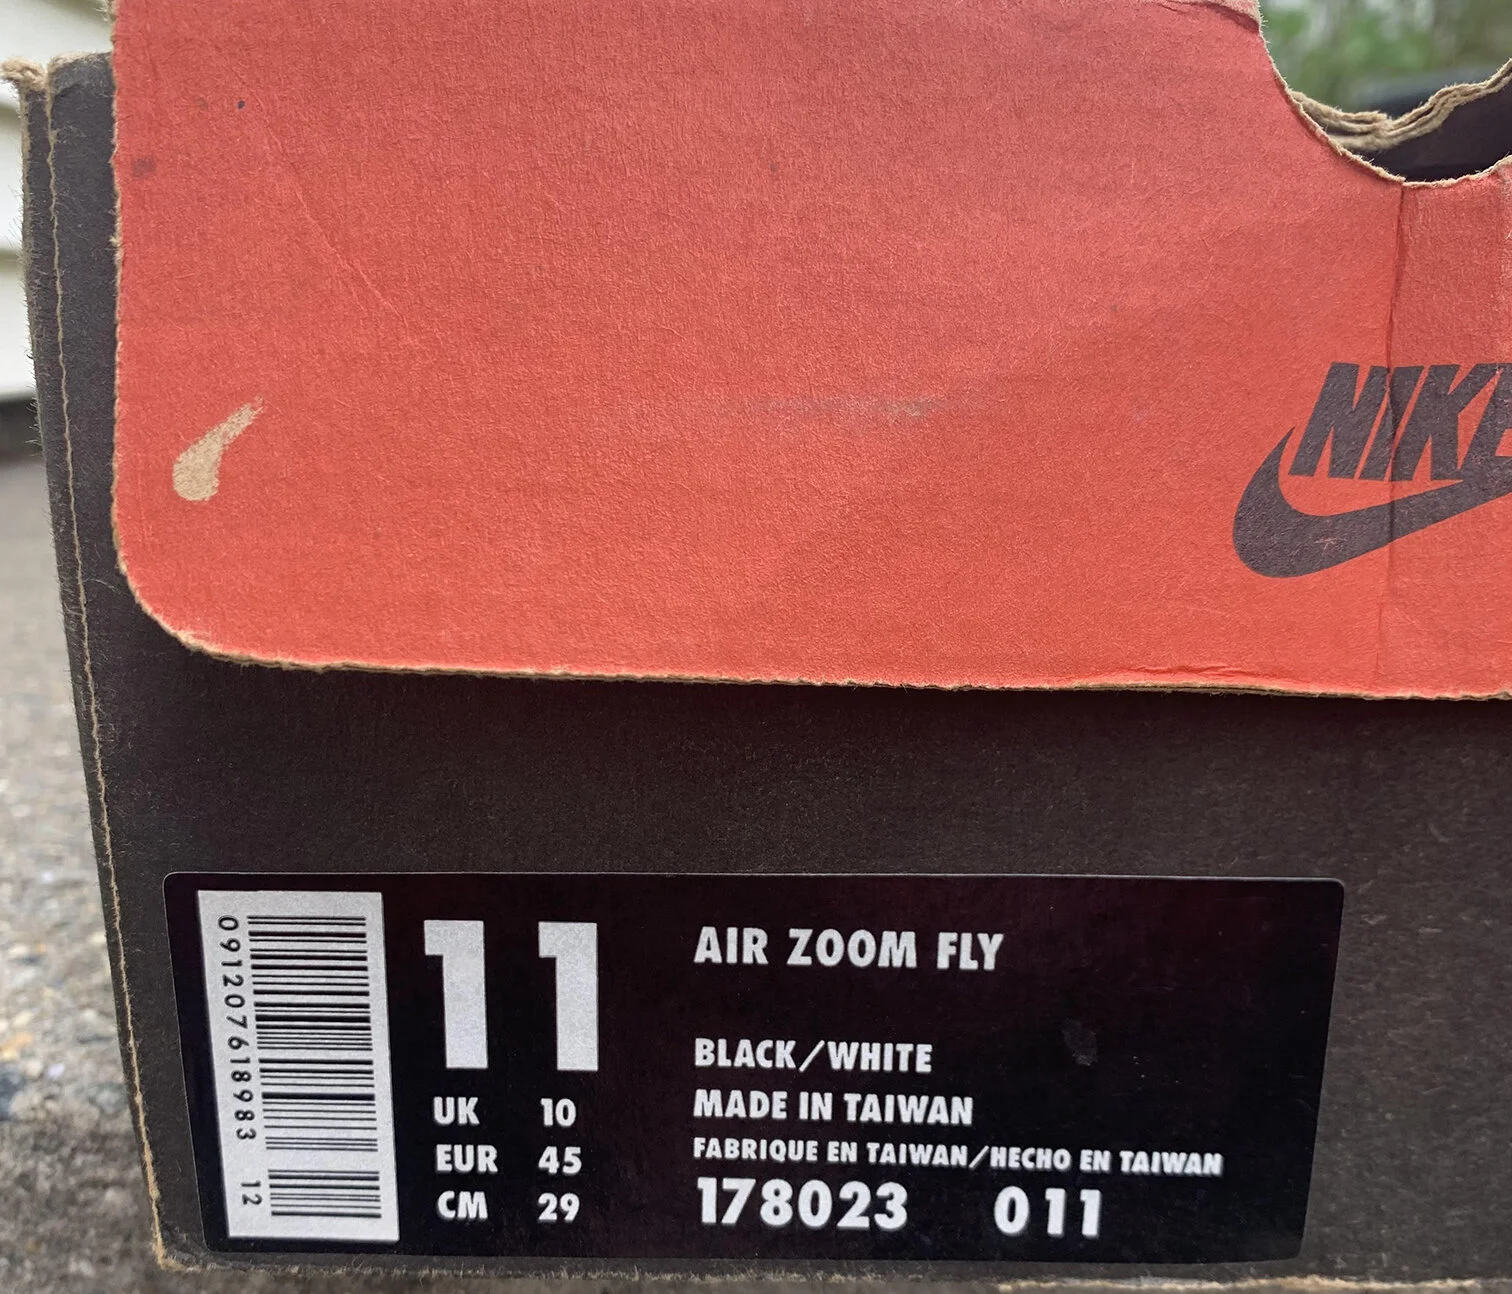 NIKE
091207618983 12
11
UK 10
EUR 45
CM 29
AIR ZOOM FLY
BLACK/WHITE
MADE IN TAIWAN
FABRIQUE EN TAIWAN/HECHO EN TAIWAN
178023 011